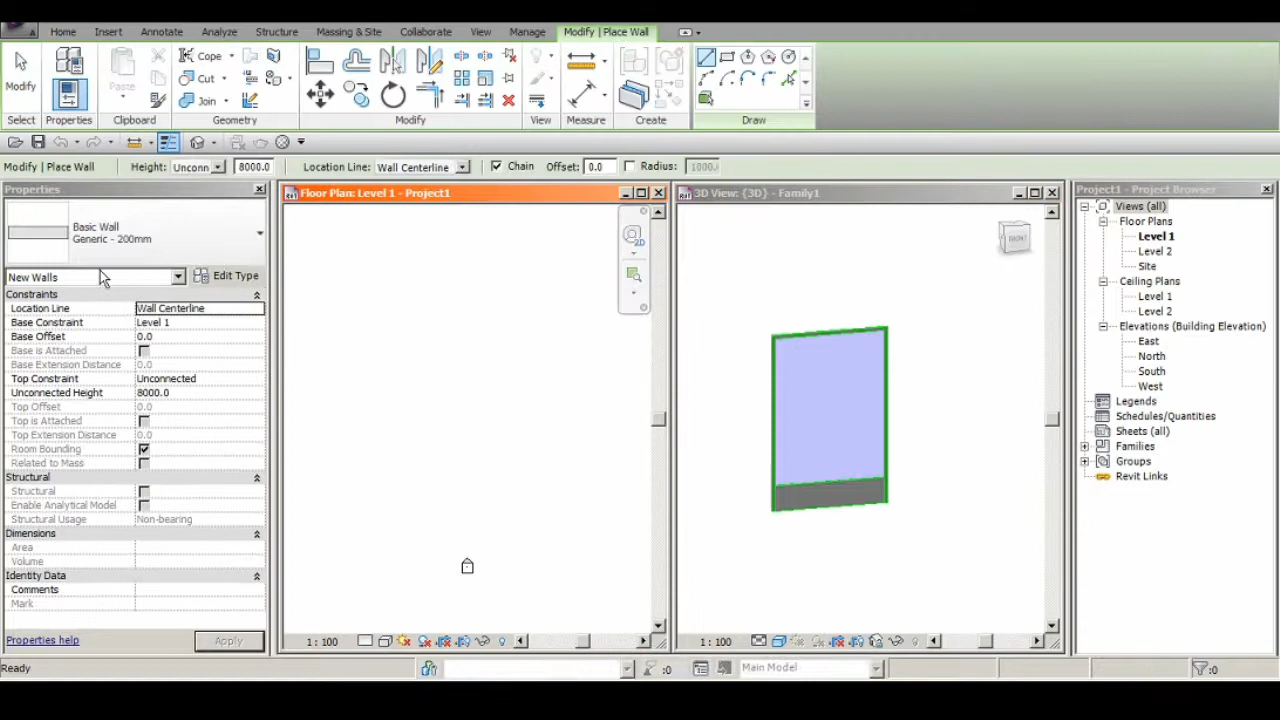 Home Insert Annotate Analyze Structure Massing & Site Collaborate View Manage Modify | Place Wall
Modify
Paste
Cope
Cut
Join
Select Properties Clipboard Geometry Modify View Measure Create Draw
Modify | Place Wall Height: Unconn 8000.0 Location Line: Wall Centerline Chain Offset: 0.0 Radius: 1000.0
Properties
Basic Wall
Generic - 200mm
New Walls Edit Type
Constraints
Location Line Wall Centerline
Base Constraint Level 1
Base Offset 0.0
Base is Attached
Base Extension Distance 0.0
Top Constraint Unconnected
Unconnected Height 8000.0
Top Offset 0.0
Top is Attached
Top Extension Distance 0.0
Room Bounding
Related to Mass
Structural
Structural
Enable Analytical Model
Structural Usage Non-bearing
Dimensions
Area
Volume
Identity Data
Comments
Mark
Properties help Apply
Floor Plan: Level 1 - Project1
2D
1 : 100
3D View: {3D} - Family1
FRONT
1 : 100
Project1 - Project Browser
Views (all)
Floor Plans
Level 1
Level 2
Site
Ceiling Plans
Level 1
Level 2
Elevations (Building Elevation)
East
North
South
West
Legends
Schedules/Quantities
Sheets (all)
Families
Groups
Revit Links
Ready :0 Main Model :0